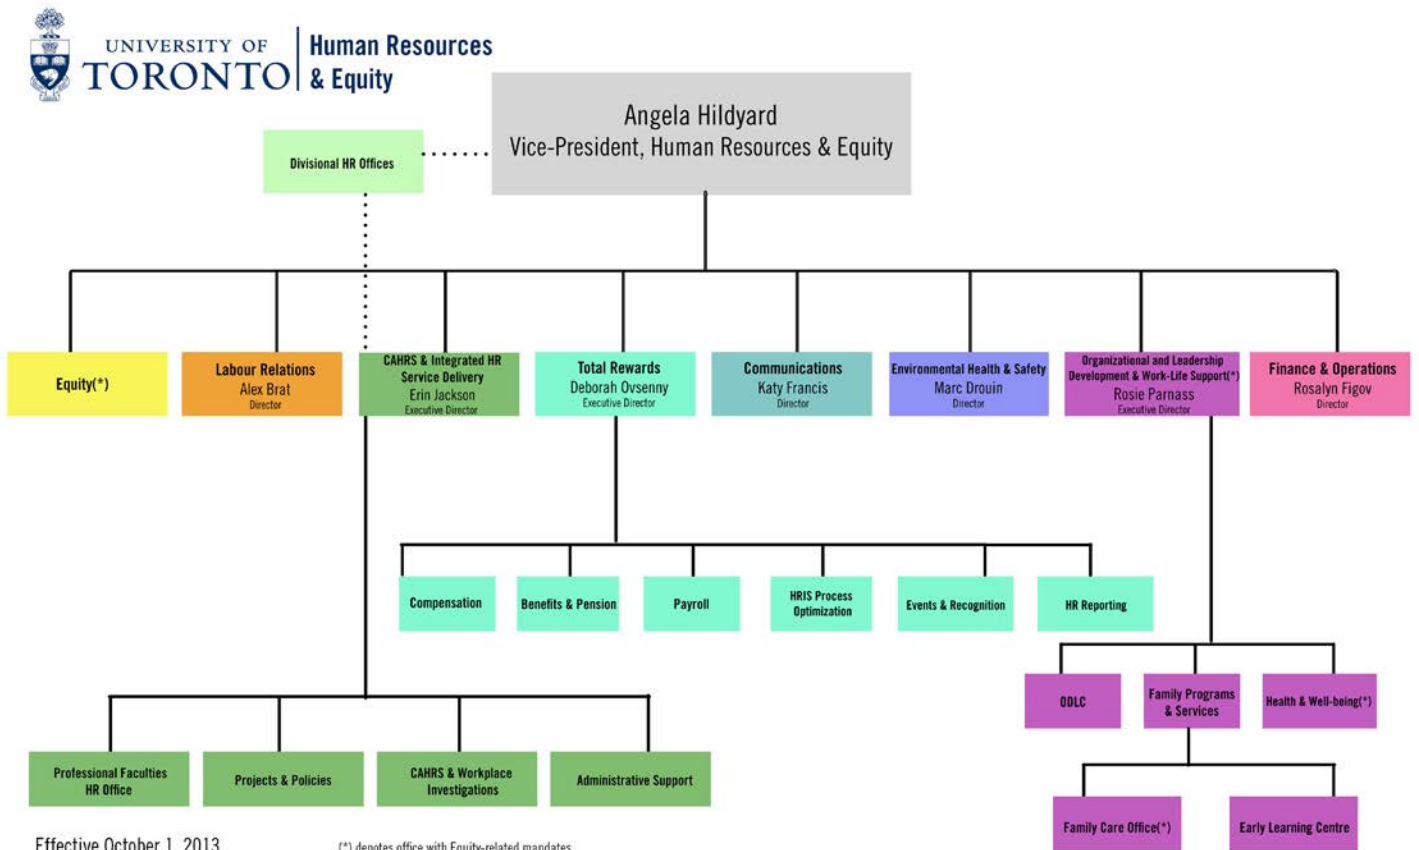 UNIVERSITY OF
TORONTO
Human Resources
& Equity
Angela Hildyard
Vice-President, Human Resources & Equity
Divisional HR Offices
Equity(*)
Labour Relations
Alex Brat
Director
CAHRS & Integrated HR
Service Delivery
Erin Jackson
Executive Director
Total Rewards
Deborah Ovsenny
Executive Director
Communications
Katy Francis
Director
Environmental Health & Safety
Marc Drouin
Director
Organizational and Leadership
Development & Work-Life Support(*)
Rosie Parnass
Executive Director
Finance & Operations
Rosalyn Figov
Director
Compensation
Benefits & Pension
Payroll
HRIS Process
Optimization
Events & Recognition
HR Reporting
ODLC
Family Programs
& Services
Health & Well-being(*)
Professional Faculties
HR Office
Projects & Policies
CAHRS & Workplace
Investigations
Administrative Support
Family Care Office(*)
Early Learning Centre
Effective October 1, 2013
(*) denotes office with Equity-related mandates